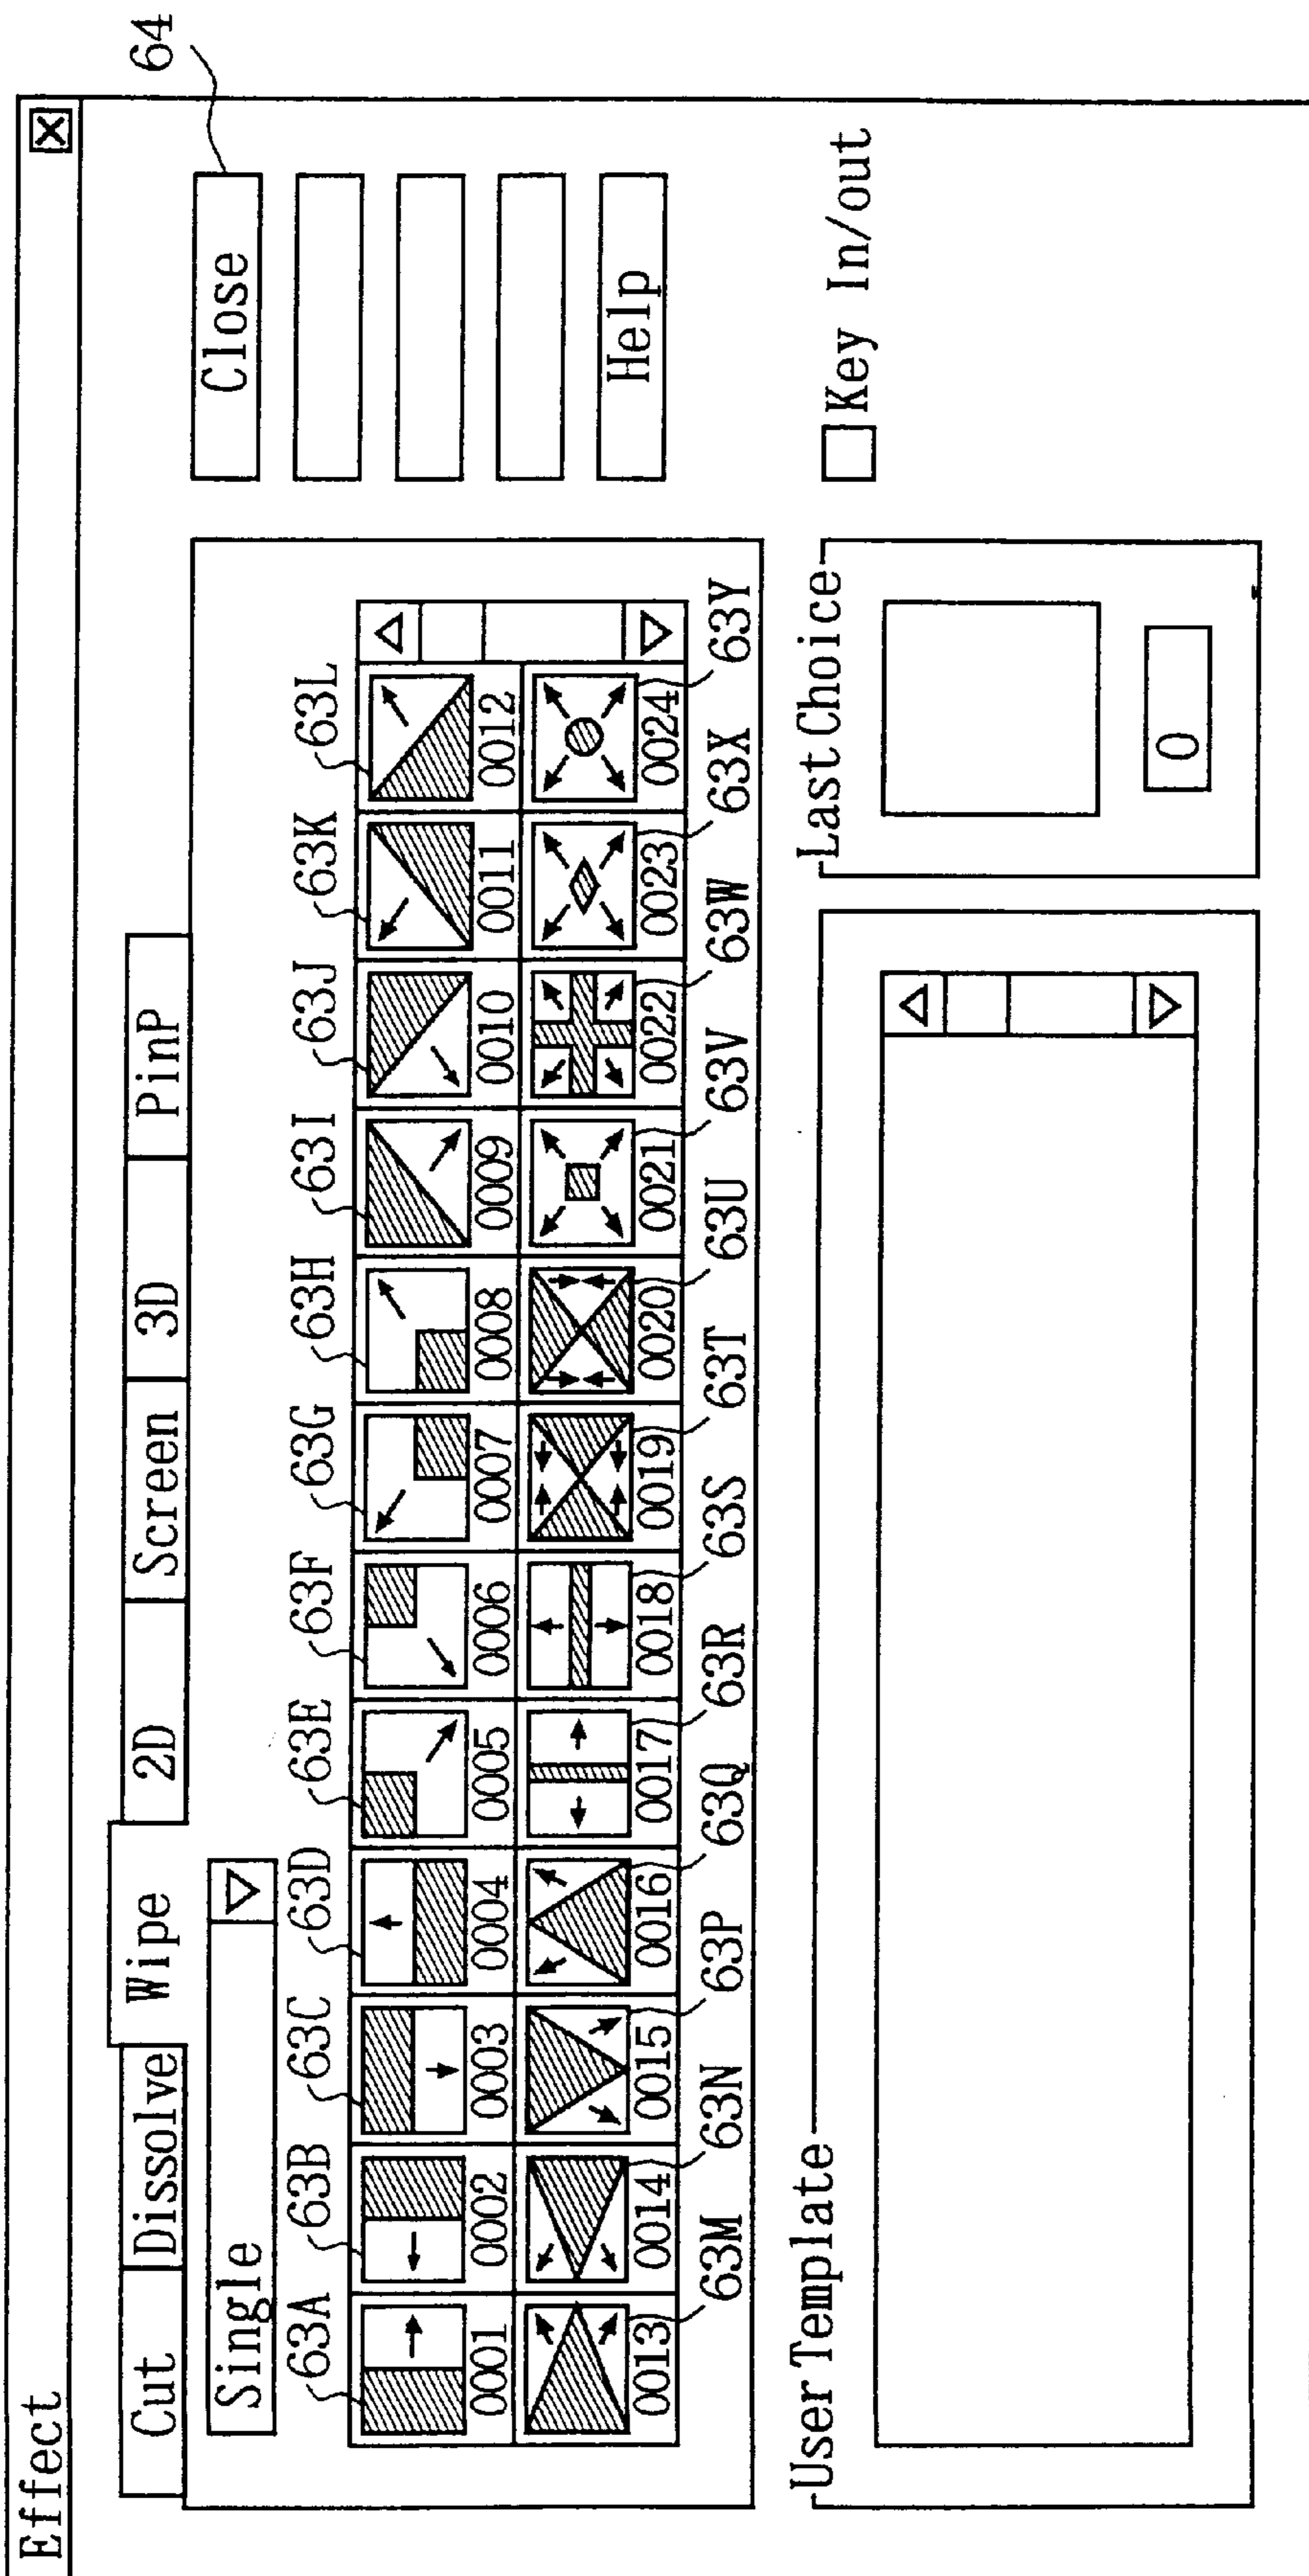 Effect
64
Cut Dissolve Wipe 2D Screen 3D PinP
Close
Single
63A 63B 63C 63D 63E 63F 63G 63H 63I 63J 63K 63L
0001 0002 0003 0004 0005 0006 0007 0008 0009 0010 0011 0012
0013 0014 0015 0016 0017 0018 0019 0020 0021 0022 0023 0024
63M 63N 63P 63Q 63R 63S 63T 63U 63V 63W 63X 63Y
Help
User Template
Last Choice
Key In/out
0